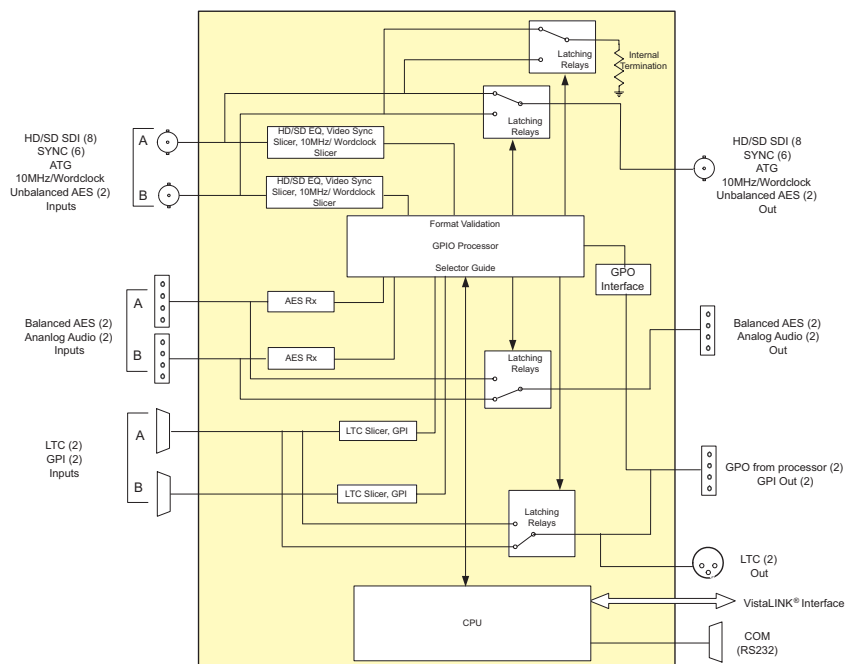 Latching
Relays
Internal
Termination
Latching
Relays
HD/SD SDI (8)
SYNC (6)
ATG
10MHz/Wordclock
Unbalanced AES (2)
Inputs
A
B
HD/SD EQ, Video Sync
Slicer, 10MHz/ Wordclock
Slicer
HD/SD EQ, Video Sync
Slicer, 10MHz/ Wordclock
Slicer
HD/SD SDI (8
SYNC (6)
ATG
10MHz/Wordclock
Unbalanced AES (2)
Out
Format Validation
GPIO Processor
Selector Guide
GPO
Interface
Balanced AES (2)
Ananlog Audio (2)
Inputs
A
B
AES Rx
AES Rx
Latching
Relays
Balanced AES (2)
Analog Audio (2)
Out
LTC (2)
GPI (2)
Inputs
A
B
LTC Slicer, GPI
LTC Slicer, GPI
Latching
Relays
GPO from processor (2)
GPI Out (2)
LTC (2)
Out
CPU
VistaLINK® Interface
COM
(RS232)